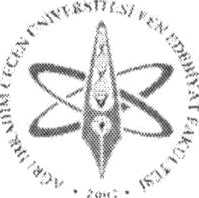 AĞRI İBRAHİM ÇEÇEN ÜNİVERSİTESİ FEN EDEBİYAT FAKÜLTESİ
* 2007 *